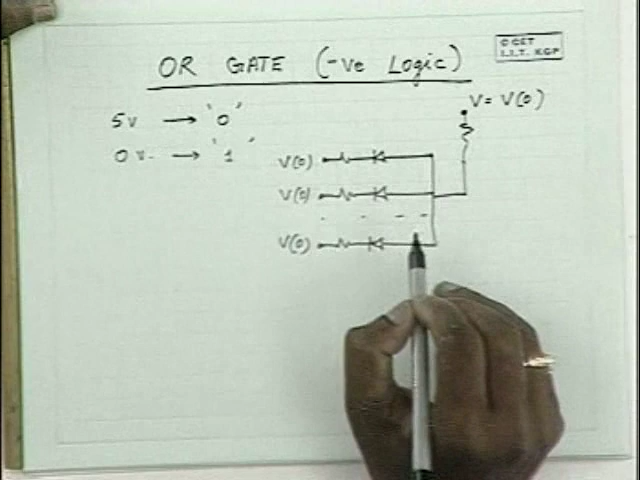 © CET
I.I.T. KGP
OR GATE (-ve Logic)
V = V(0)
5v → '0'
0 v. → '1'
V(0)
V(0)
V(0)